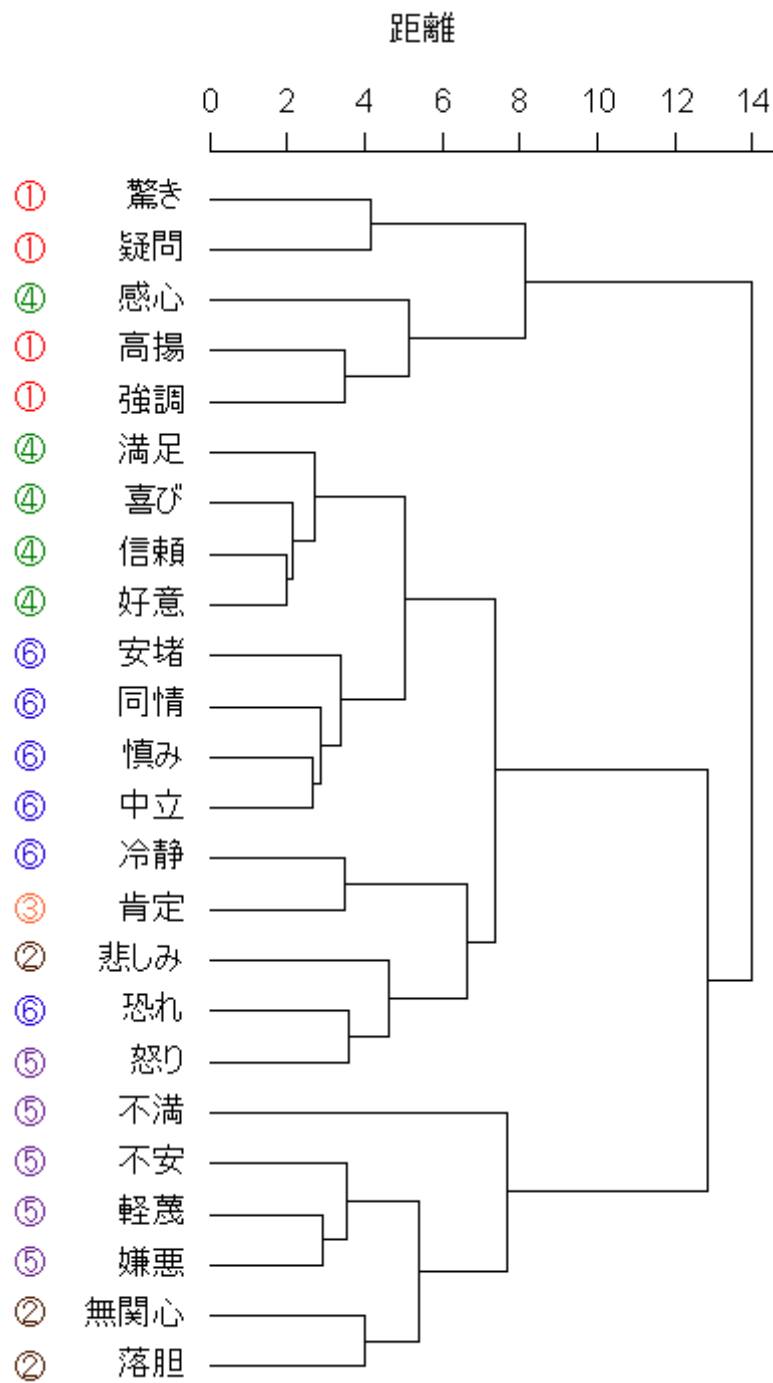 距離
0 2 4 6 8 10 12 14
① 驚き
① 疑問
④ 感心
① 高揚
① 強調
④ 満足
④ 喜び
④ 信頼
④ 好意
⑥ 安堵
⑥ 同情
⑥ 慎み
⑥ 中立
⑥ 冷静
③ 肯定
② 悲しみ
⑥ 恐れ
⑤ 怒り
⑤ 不満
⑤ 不安
⑤ 軽蔑
⑤ 嫌悪
② 無関心
② 落胆